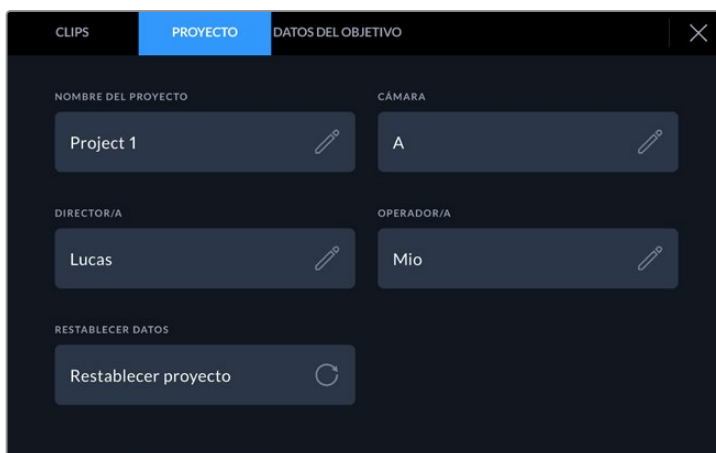 CLIPS PROYECTO DATOS DEL OBJETIVO
NOMBRE DEL PROYECTO CÁMARA
Project 1 A
DIRECTOR/A OPERADOR/A
Lucas Mio
RESTABLECER DATOS
Restablecer proyecto